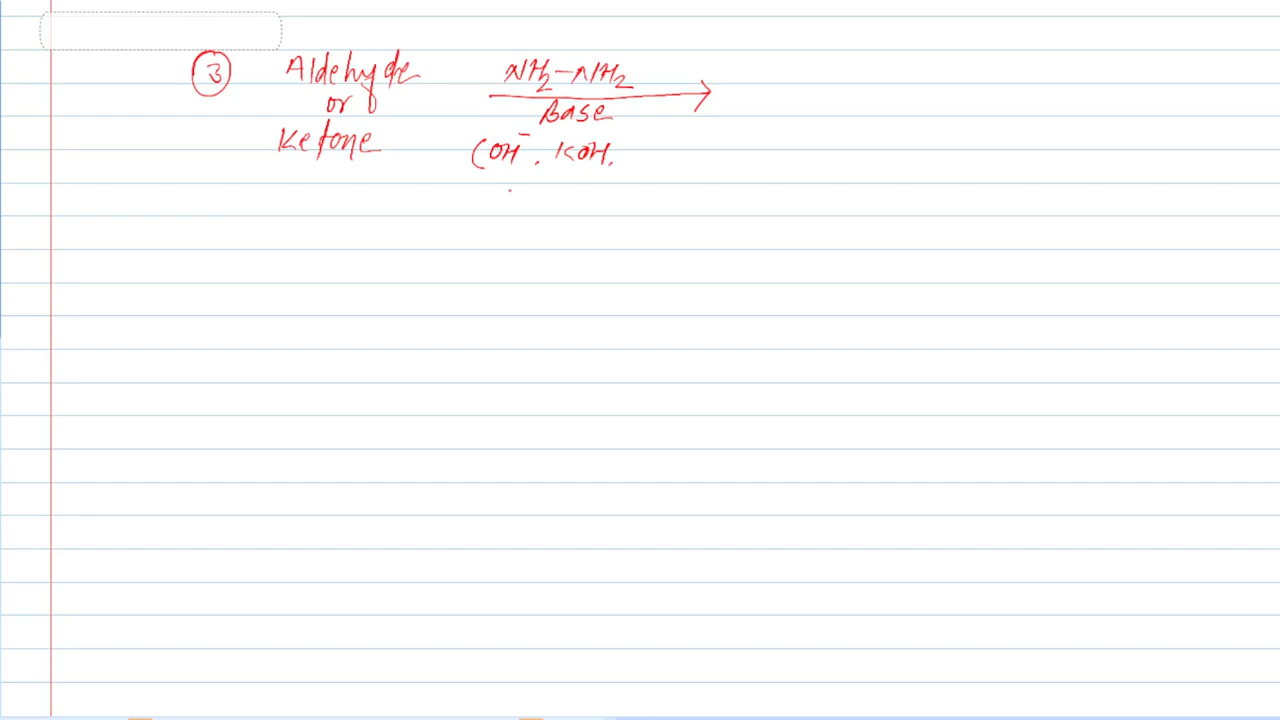 ③ Aldehyde or Ketone
NH₂-NH₂
Base
(OH⁻, KOH,